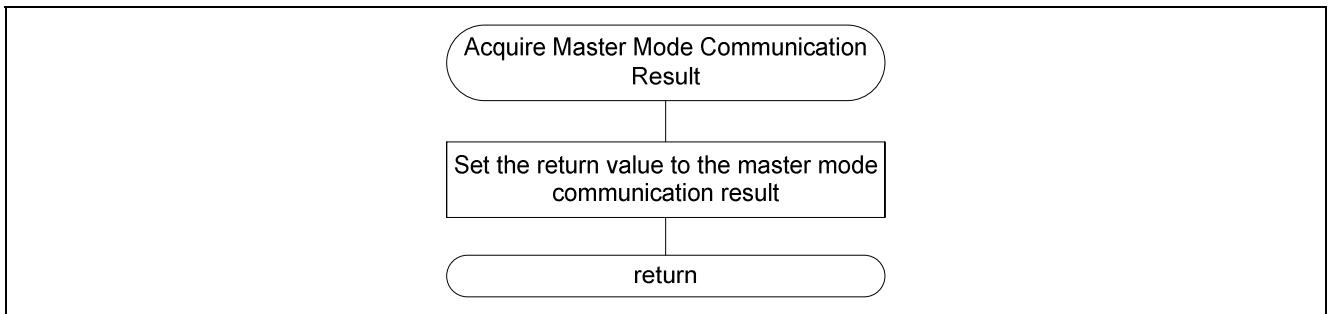 Acquire Master Mode Communication
Result
Set the return value to the master mode
communication result
return